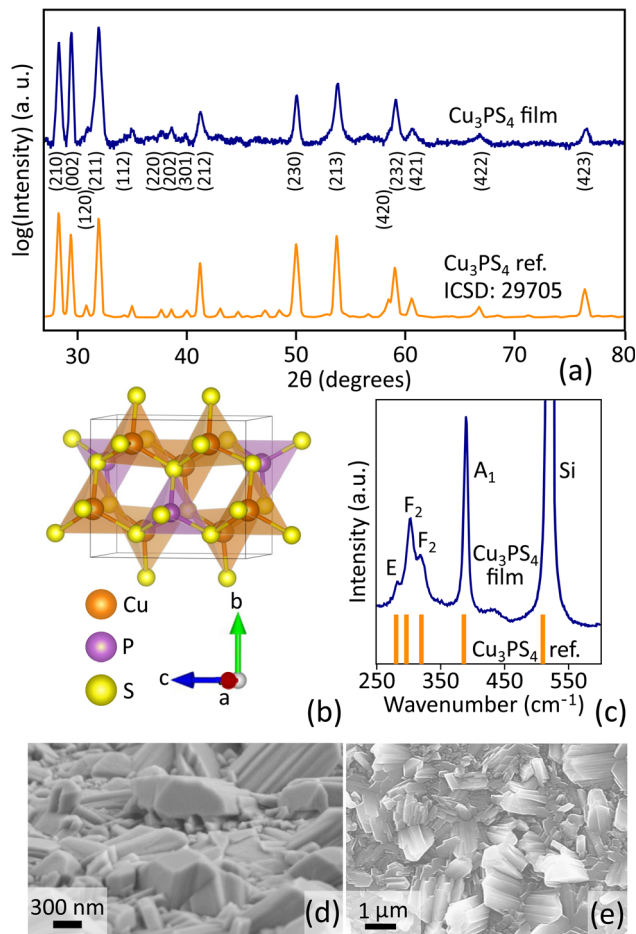 log(Intensity) (a. u.)
Cu₃PS₄ film
(210)
(002)
(120)
(211)
(112)
(220)
(202)
(301)
(212)
(230)
(213)
(420)
(232)
(421)
(422)
(423)
Cu₃PS₄ ref.
ICSD: 29705
30 40 50 60 70 80
2θ (degrees)
(a)
Cu
P
S
b
c
a
(b)
Intensity (a.u.)
E
F₂
F₂
A₁
Si
Cu₃PS₄
film
Cu₃PS₄ ref.
250 350 450 550
Wavenumber (cm⁻¹)
(c)
300 nm
(d)
1 μm
(e)